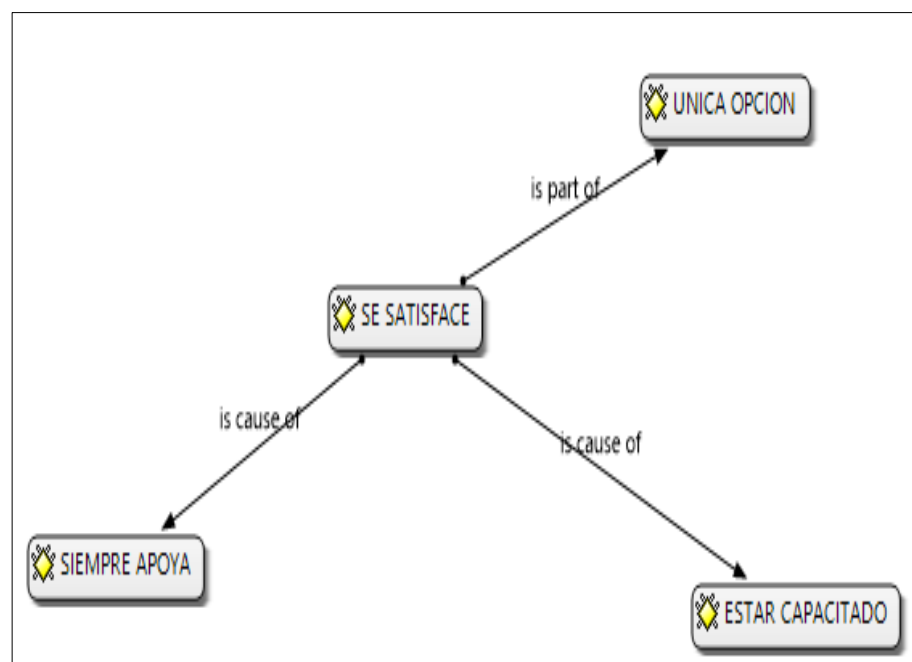 UNICA OPCION
is part of
SE SATISFACE
is cause of
is cause of
SIEMPRE APOYA
ESTAR CAPACITADO